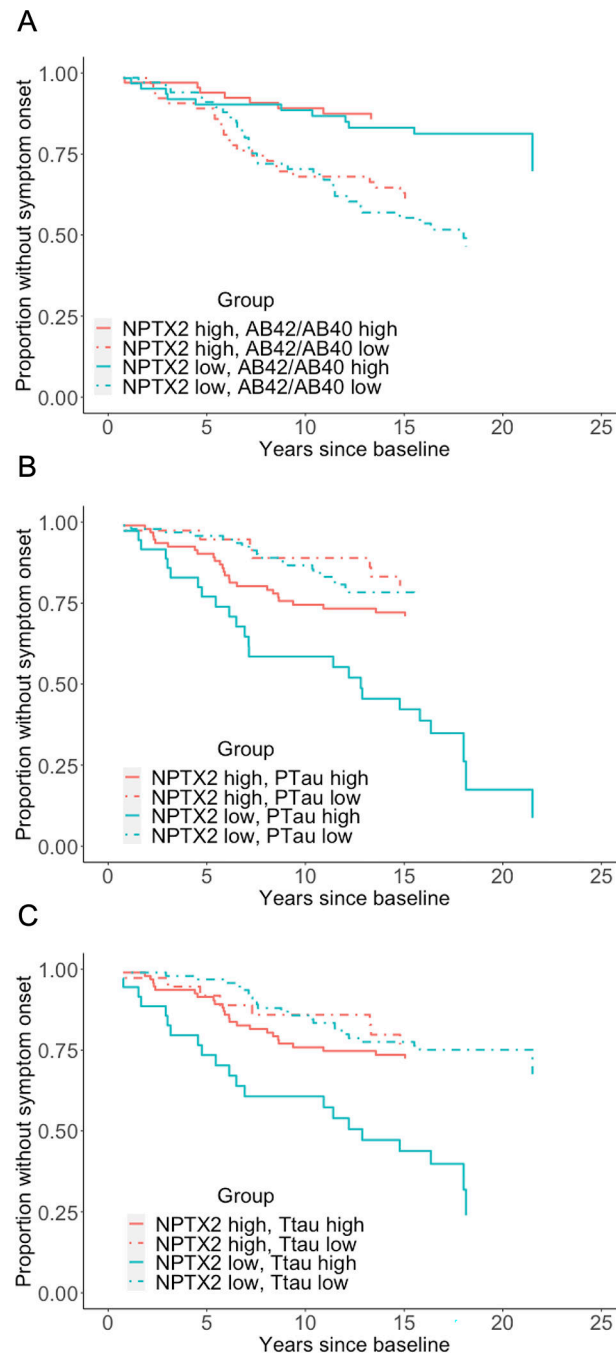 A
Proportion without symptom onset
1.00
0.75
0.50
0.25
0.00
Group
NPTX2 high, AB42/AB40 high
NPTX2 high, AB42/AB40 low
NPTX2 low, AB42/AB40 high
NPTX2 low, AB42/AB40 low
0 5 10 15 20 25
Years since baseline
B
Proportion without symptom onset
1.00
0.75
0.50
0.25
0.00
Group
NPTX2 high, PTau high
NPTX2 high, PTau low
NPTX2 low, PTau high
NPTX2 low, PTau low
0 5 10 15 20 25
Years since baseline
C
Proportion without symptom onset
1.00
0.75
0.50
0.25
0.00
Group
NPTX2 high, Ttau high
NPTX2 high, Ttau low
NPTX2 low, Ttau high
NPTX2 low, Ttau low
0 5 10 15 20 25
Years since baseline